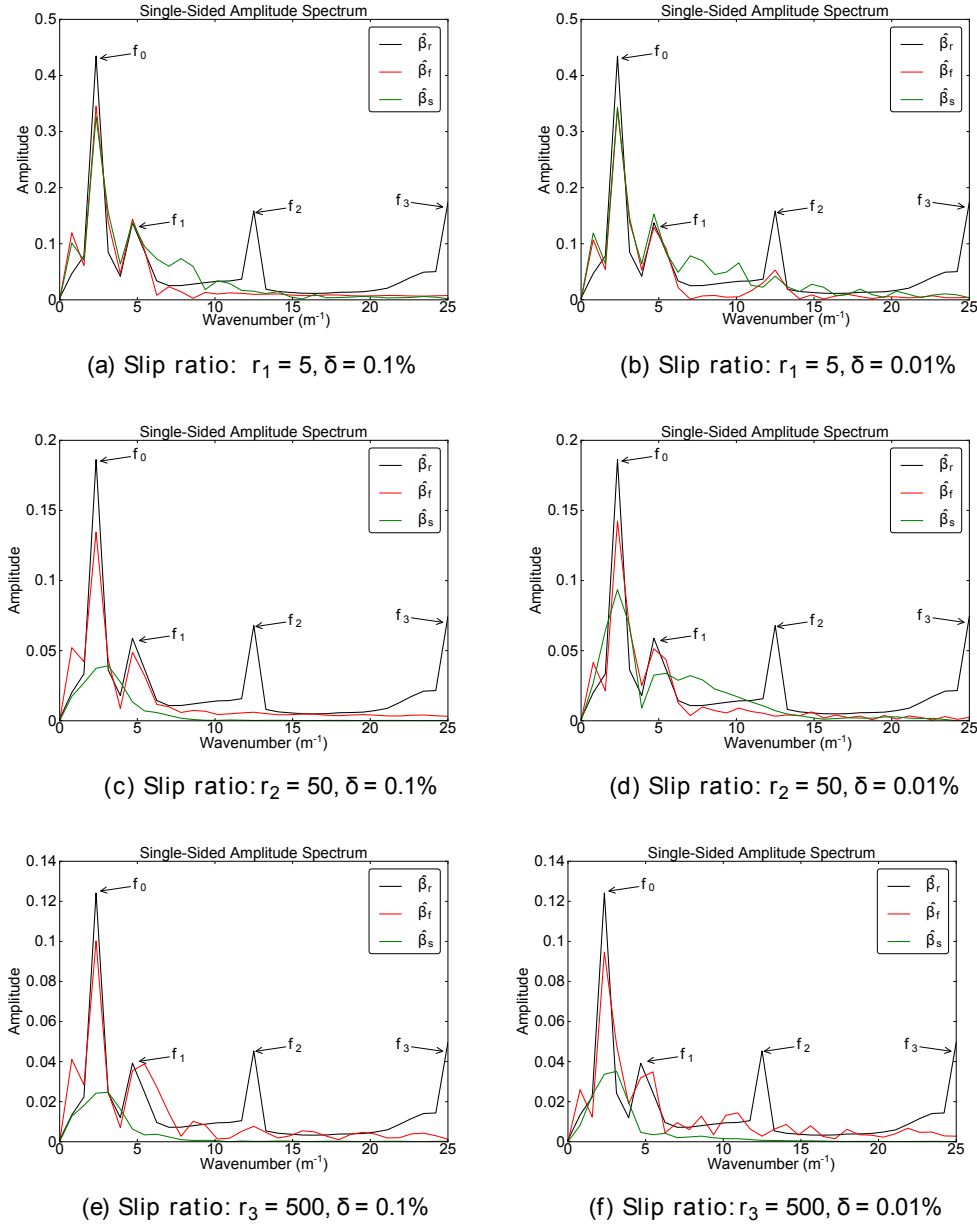 Single-Sided Amplitude Spectrum
0.5
0.4
0.3
0.2
0.1
0
Amplitude
f₀
f₁
f₂
f₃
β̂ᵣ
β̂f
β̂ₛ
0 5 10 15 20 25
Wavenumber (m⁻¹)
(a) Slip ratio: r₁ = 5, δ = 0.1%
Single-Sided Amplitude Spectrum
0.5
0.4
0.3
0.2
0.1
0
Amplitude
f₀
f₁
f₂
f₃
β̂ᵣ
β̂f
β̂ₛ
0 5 10 15 20 25
Wavenumber (m⁻¹)
(b) Slip ratio: r₁ = 5, δ = 0.01%
Single-Sided Amplitude Spectrum
0.2
0.15
0.1
0.05
0
Amplitude
f₀
f₁
f₂
f₃
β̂ᵣ
β̂f
β̂ₛ
0 5 10 15 20 25
Wavenumber (m⁻¹)
(c) Slip ratio: r₂ = 50, δ = 0.1%
Single-Sided Amplitude Spectrum
0.2
0.15
0.1
0.05
0
Amplitude
f₀
f₁
f₂
f₃
β̂ᵣ
β̂f
β̂ₛ
0 5 10 15 20 25
Wavenumber (m⁻¹)
(d) Slip ratio: r₂ = 50, δ = 0.01%
Single-Sided Amplitude Spectrum
0.14
0.12
0.1
0.08
0.06
0.04
0.02
0
Amplitude
f₀
f₁
f₂
f₃
β̂ᵣ
β̂f
β̂ₛ
0 5 10 15 20 25
Wavenumber (m⁻¹)
(e) Slip ratio: r₃ = 500, δ = 0.1%
Single-Sided Amplitude Spectrum
0.14
0.12
0.1
0.08
0.06
0.04
0.02
0
Amplitude
f₀
f₁
f₂
f₃
β̂ᵣ
β̂f
β̂ₛ
0 5 10 15 20 25
Wavenumber (m⁻¹)
(f) Slip ratio: r₃ = 500, δ = 0.01%